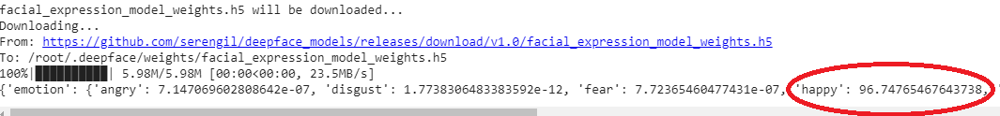 facial_expression_model_weights.h5 will be downloaded...
Downloading...
From: https://github.com/serengil/deepface_models/releases/download/v1.0/facial_expression_model_weights.h5
To: /root/.deepface/weights/facial_expression_model_weights.h5
100%|██████████| 5.98M/5.98M [00:00<00:00, 23.5MB/s]
{'emotion': {'angry': 7.147069602808642e-07, 'disgust': 1.7738306483383592e-12, 'fear': 7.72365460477431e-07, 'happy': 96.74765467643738, '